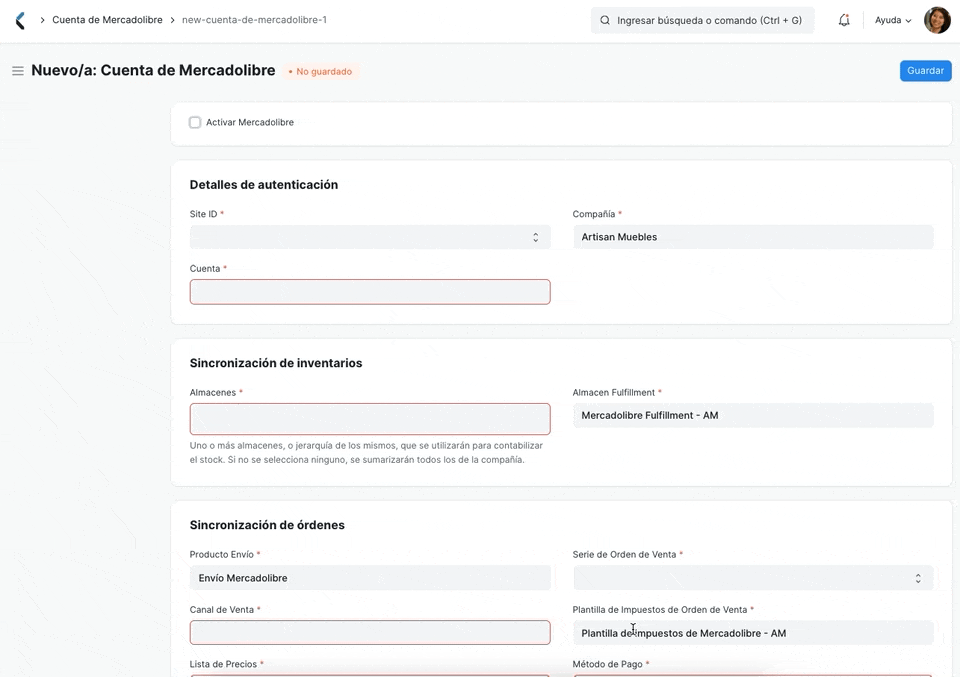 Cuenta de Mercadolibre
new-cuenta-de-mercadolibre-1
Ingresar búsqueda o comando (Ctrl + G)
Ayuda
Nuevo/a: Cuenta de Mercadolibre
• No guardado
Guardar
Activar Mercadolibre
Detalles de autenticación
Site ID *
Compañía *
Artisan Muebles
Cuenta *
Sincronización de inventarios
Almacenes *
Almacen Fulfillment *
Mercadolibre Fulfillment - AM
Uno o más almacenes, o jerarquía de los mismos, que se utilizarán para contabilizar
el stock. Si no se selecciona ninguno, se sumarizarán todos los de la compañía.
Sincronización de órdenes
Producto Envío *
Serie de Orden de Venta *
Envío Mercadolibre
Canal de Venta *
Plantilla de Impuestos de Orden de Venta *
Plantilla de Impuestos de Mercadolibre - AM
Lista de Precios *
Método de Pago *